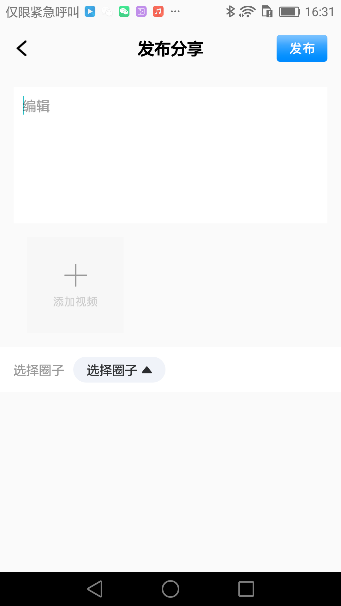 仅限紧急呼叫 ··· 16:31
发布分享 发布
编辑
添加视频
选择圈子 选择圈子